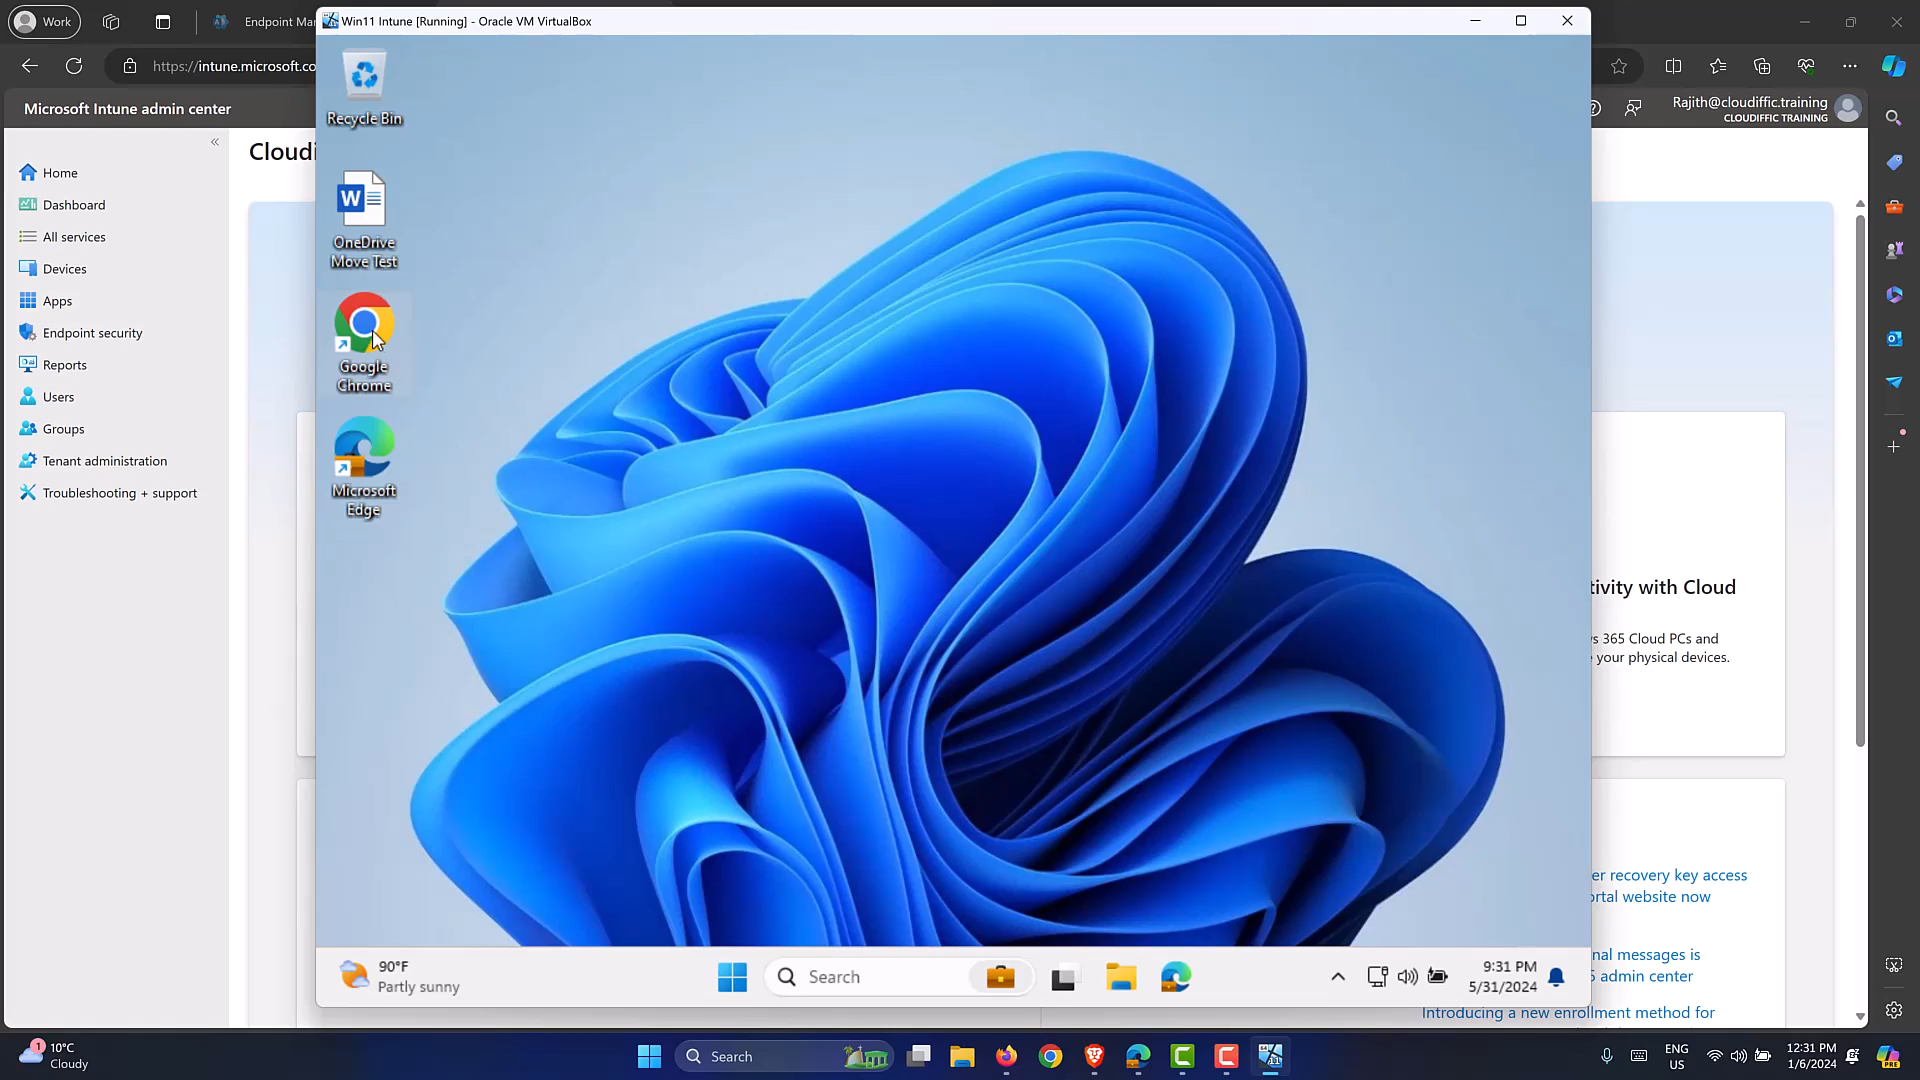 Work
Endpoint Ma
Win11 Intune [Running] - Oracle VM VirtualBox
https://intune.microsoft.co
Microsoft Intune admin center
Rajith@cloudiffic.training
CLOUDIFFIC TRAINING
Cloudi
Home
Dashboard
All services
Devices
Apps
Endpoint security
Reports
Users
Groups
Tenant administration
Troubleshooting + support
Recycle Bin
W
OneDrive
Move Test
Google
Chrome
Microsoft
Edge
tivity with Cloud
s 365 Cloud PCs and
your physical devices.
er recovery key access
ortal website now
nal messages is
admin center
Introducing a new enrollment method for
90°F
Partly sunny
Search
9:31 PM
5/31/2024
1
10°C
Cloudy
Search
ENG
US
12:31 PM
1/6/2024
PRE